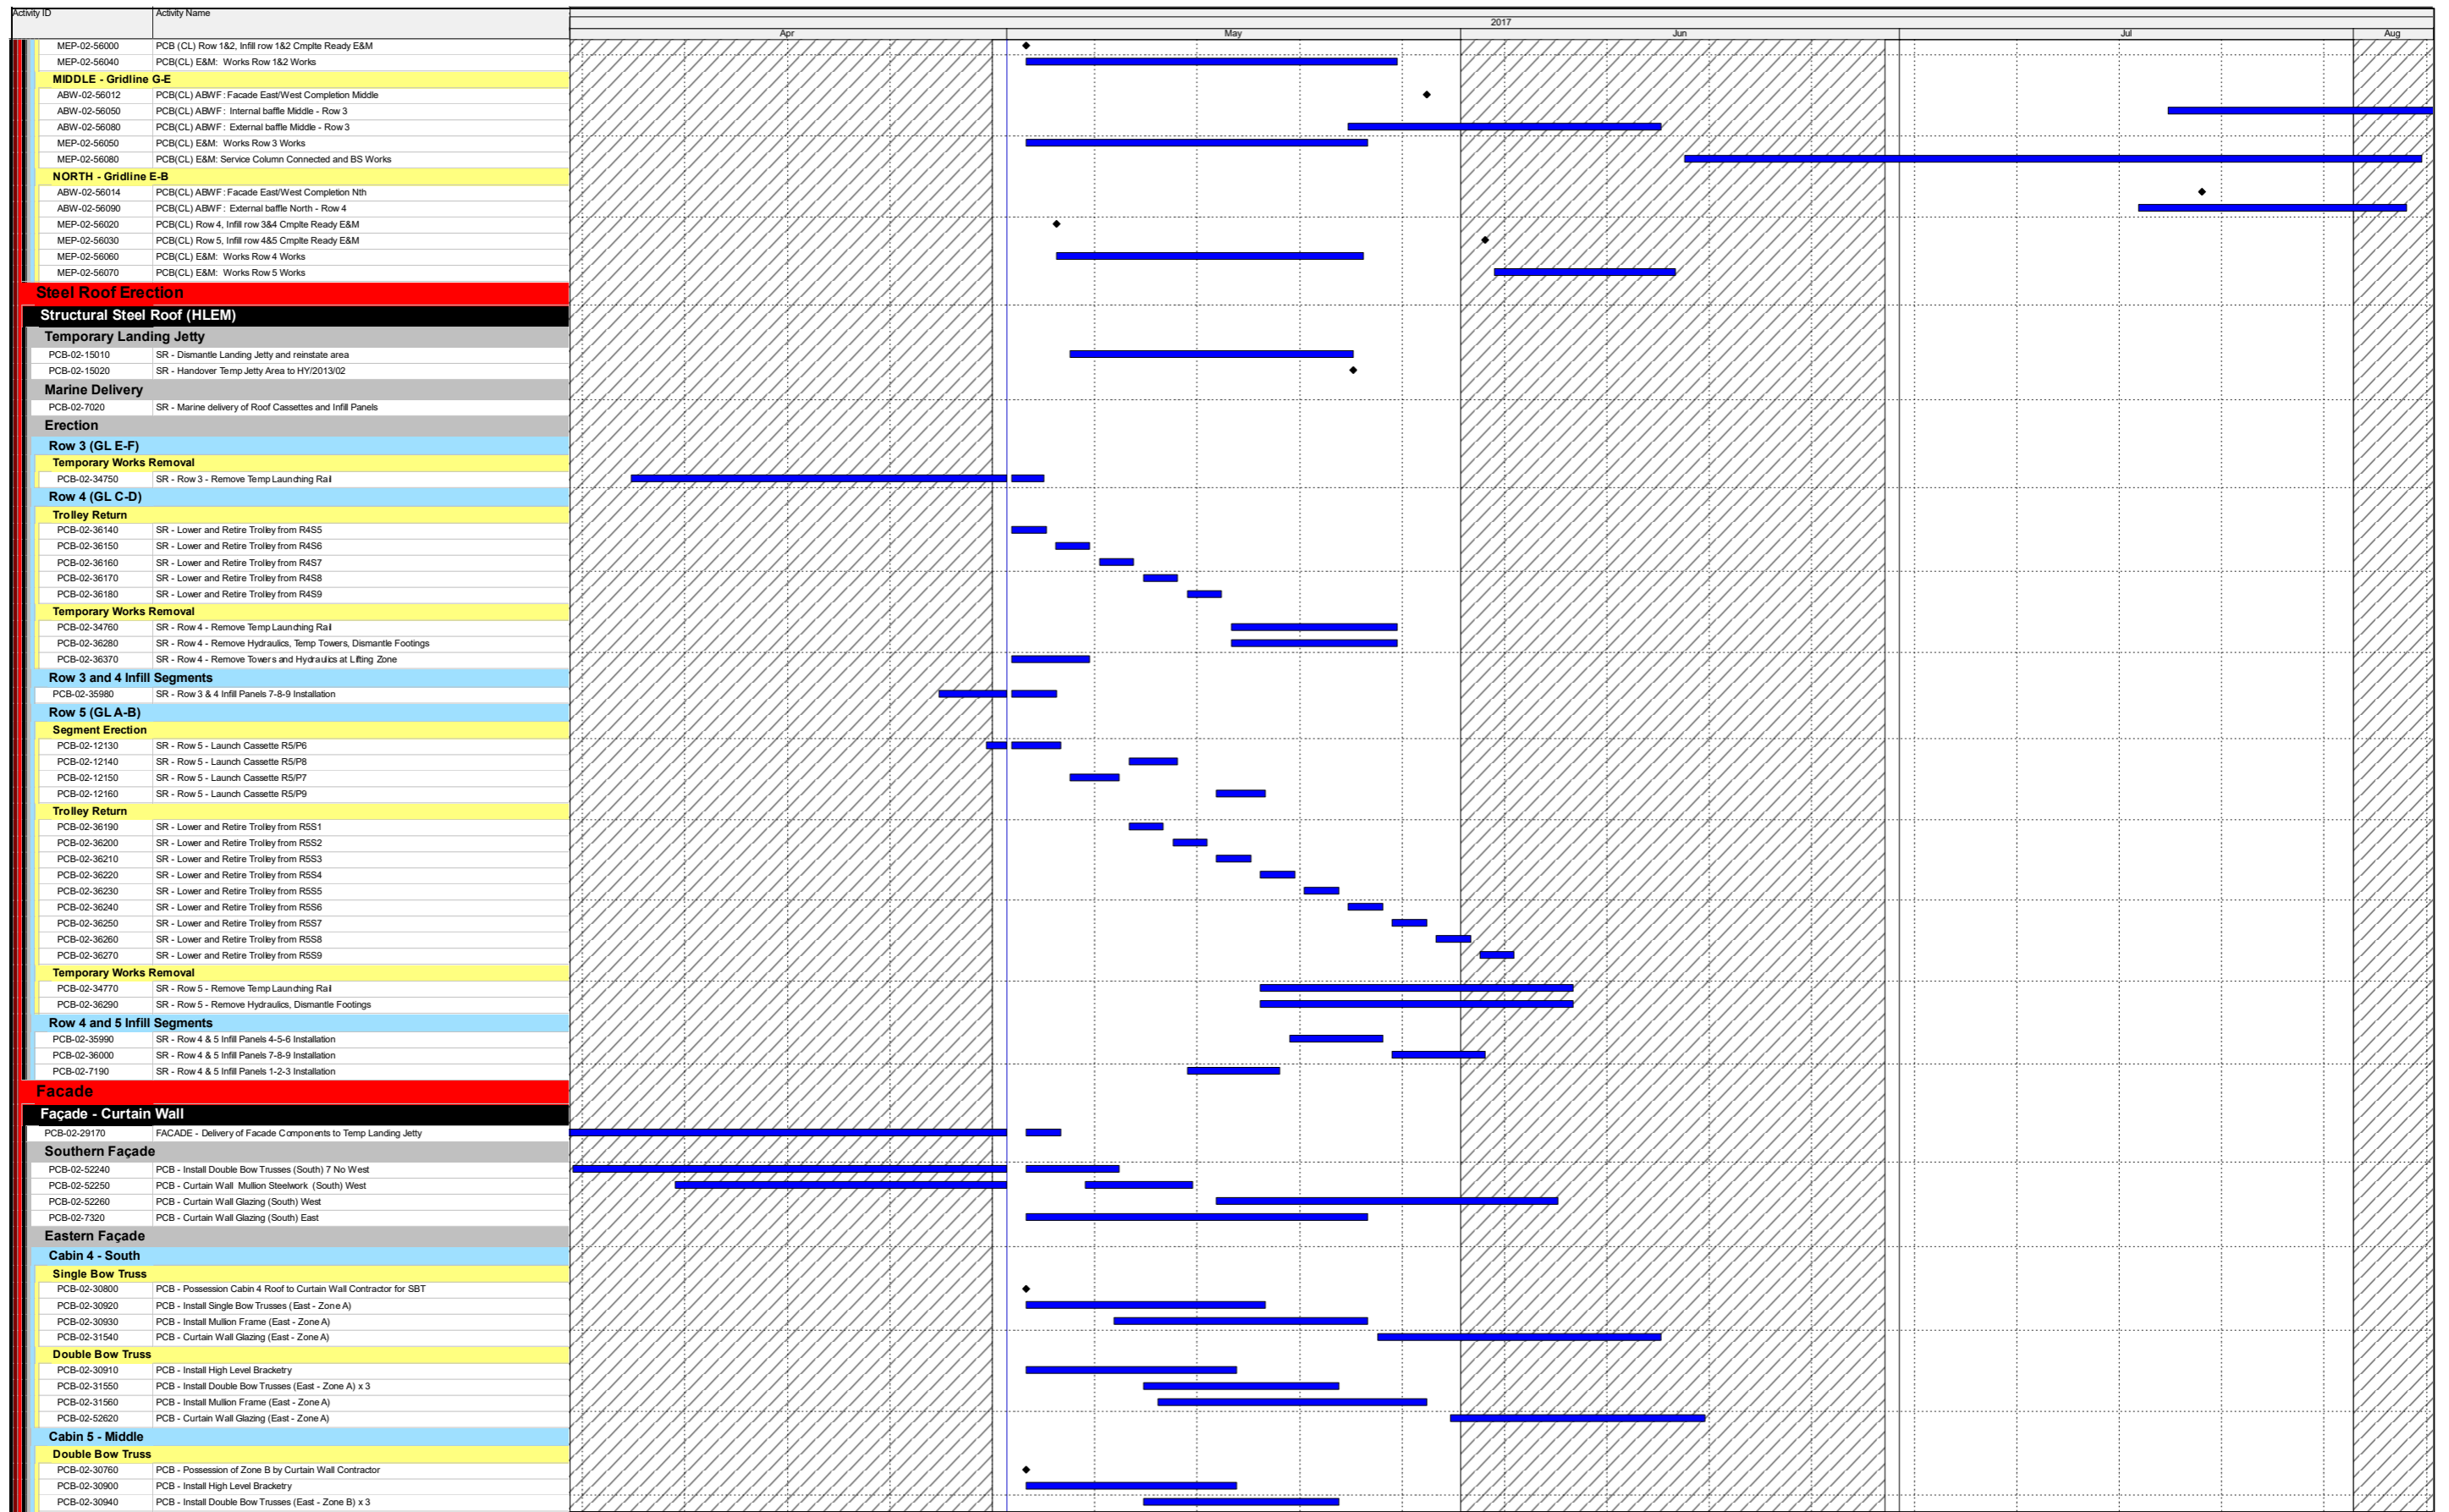 Activity ID Activity Name
2017
Apr May Jun Jul Aug
MEP-02-56000 PCB (CL) Row 1&2, Infill row 1&2 Cmplte Ready E&M
MEP-02-56040 PCB(CL) E&M: Works Row 1&2 Works
MIDDLE - Gridline G-E
ABW-02-56012 PCB(CL) ABWF : Facade East/West Completion Middle
ABW-02-56050 PCB(CL) ABWF : Internal baffle Middle - Row 3
ABW-02-56080 PCB(CL) ABWF : External baffle Middle - Row 3
MEP-02-56050 PCB(CL) E&M: Works Row 3 Works
MEP-02-56080 PCB(CL) E&M: Service Column Connected and BS Works
NORTH - Gridline E-B
ABW-02-56014 PCB(CL) ABWF : Facade East/West Completion Nth
ABW-02-56090 PCB(CL) ABWF : External baffle North - Row 4
MEP-02-56020 PCB(CL) Row 4, Infill row 3&4 Cmplte Ready E&M
MEP-02-56030 PCB(CL) Row 5, Infill row 4&5 Cmplte Ready E&M
MEP-02-56060 PCB(CL) E&M: Works Row 4 Works
MEP-02-56070 PCB(CL) E&M: Works Row 5 Works
Steel Roof Erection
Structural Steel Roof (HLEM)
Temporary Landing Jetty
PCB-02-15010 SR - Dismantle Landing Jetty and reinstate area
PCB-02-15020 SR - Handover Temp Jetty Area to HY/2013/02
Marine Delivery
PCB-02-7020 SR - Marine delivery of Roof Cassettes and Infill Panels
Erection
Row 3 (GL E-F)
Temporary Works Removal
PCB-02-34750 SR - Row 3 - Remove Temp Launching Rail
Row 4 (GL C-D)
Trolley Return
PCB-02-36140 SR - Lower and Retire Trolley from R4S5
PCB-02-36150 SR - Lower and Retire Trolley from R4S6
PCB-02-36160 SR - Lower and Retire Trolley from R4S7
PCB-02-36170 SR - Lower and Retire Trolley from R4S8
PCB-02-36180 SR - Lower and Retire Trolley from R4S9
Temporary Works Removal
PCB-02-34760 SR - Row 4 - Remove Temp Launching Rail
PCB-02-36280 SR - Row 4 - Remove Hydraulics, Temp Towers, Dismantle Footings
PCB-02-36370 SR - Row 4 - Remove Towers and Hydraulics at Lifting Zone
Row 3 and 4 Infill Segments
PCB-02-35980 SR - Row 3 & 4 Infill Panels 7-8-9 Installation
Row 5 (GL A-B)
Segment Erection
PCB-02-12130 SR - Row 5 - Launch Cassette R5/P6
PCB-02-12140 SR - Row 5 - Launch Cassette R5/P8
PCB-02-12150 SR - Row 5 - Launch Cassette R5/P7
PCB-02-12160 SR - Row 5 - Launch Cassette R5/P9
Trolley Return
PCB-02-36190 SR - Lower and Retire Trolley from R5S1
PCB-02-36200 SR - Lower and Retire Trolley from R5S2
PCB-02-36210 SR - Lower and Retire Trolley from R5S3
PCB-02-36220 SR - Lower and Retire Trolley from R5S4
PCB-02-36230 SR - Lower and Retire Trolley from R5S5
PCB-02-36240 SR - Lower and Retire Trolley from R5S6
PCB-02-36250 SR - Lower and Retire Trolley from R5S7
PCB-02-36260 SR - Lower and Retire Trolley from R5S8
PCB-02-36270 SR - Lower and Retire Trolley from R5S9
Temporary Works Removal
PCB-02-34770 SR - Row 5 - Remove Temp Launching Rail
PCB-02-36290 SR - Row 5 - Remove Hydraulics, Dismantle Footings
Row 4 and 5 Infill Segments
PCB-02-35990 SR - Row 4 & 5 Infill Panels 4-5-6 Installation
PCB-02-36000 SR - Row 4 & 5 Infill Panels 7-8-9 Installation
PCB-02-7190 SR - Row 4 & 5 Infill Panels 1-2-3 Installation
Facade
Façade - Curtain Wall
PCB-02-29170 FACADE - Delivery of Facade Components to Temp Landing Jetty
Southern Façade
PCB-02-52240 PCB - Install Double Bow Trusses (South) 7 No West
PCB-02-52250 PCB - Curtain Wall Mullion Steelwork (South) West
PCB-02-52260 PCB - Curtain Wall Glazing (South) West
PCB-02-7320 PCB - Curtain Wall Glazing (South) East
Eastern Façade
Cabin 4 - South
Single Bow Truss
PCB-02-30800 PCB - Possession Cabin 4 Roof to Curtain Wall Contractor for SBT
PCB-02-30920 PCB - Install Single Bow Trusses (East - Zone A)
PCB-02-30930 PCB - Install Mullion Frame (East - Zone A)
PCB-02-31540 PCB - Curtain Wall Glazing (East - Zone A)
Double Bow Truss
PCB-02-30910 PCB - Install High Level Bracketry
PCB-02-31550 PCB - Install Double Bow Trusses (East - Zone A) x 3
PCB-02-31560 PCB - Install Mullion Frame (East - Zone A)
PCB-02-52620 PCB - Curtain Wall Glazing (East - Zone A)
Cabin 5 - Middle
Double Bow Truss
PCB-02-30760 PCB - Possession of Zone B by Curtain Wall Contractor
PCB-02-30900 PCB - Install High Level Bracketry
PCB-02-30940 PCB - Install Double Bow Trusses (East - Zone B) x 3